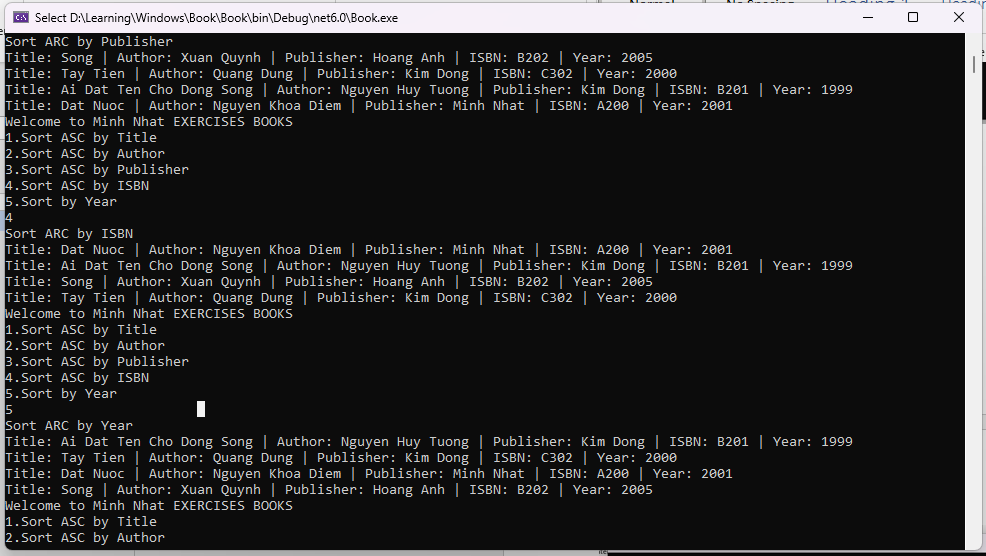 Select D:\Learning\Windows\Book\Book\bin\Debug\net6.0\Book.exe
Sort ARC by Publisher
Title: Song | Author: Xuan Quynh | Publisher: Hoang Anh | ISBN: B202 | Year: 2005
Title: Tay Tien | Author: Quang Dung | Publisher: Kim Dong | ISBN: C302 | Year: 2000
Title: Ai Dat Ten Cho Dong Song | Author: Nguyen Huy Tuong | Publisher: Kim Dong | ISBN: B201 | Year: 1999
Title: Dat Nuoc | Author: Nguyen Khoa Diem | Publisher: Minh Nhat | ISBN: A200 | Year: 2001
Welcome to Minh Nhat EXERCISES BOOKS
1.Sort ASC by Title
2.Sort ASC by Author
3.Sort ASC by Publisher
4.Sort ASC by ISBN
5.Sort by Year
4
Sort ARC by ISBN
Title: Dat Nuoc | Author: Nguyen Khoa Diem | Publisher: Minh Nhat | ISBN: A200 | Year: 2001
Title: Ai Dat Ten Cho Dong Song | Author: Nguyen Huy Tuong | Publisher: Kim Dong | ISBN: B201 | Year: 1999
Title: Song | Author: Xuan Quynh | Publisher: Hoang Anh | ISBN: B202 | Year: 2005
Title: Tay Tien | Author: Quang Dung | Publisher: Kim Dong | ISBN: C302 | Year: 2000
Welcome to Minh Nhat EXERCISES BOOKS
1.Sort ASC by Title
2.Sort ASC by Author
3.Sort ASC by Publisher
4.Sort ASC by ISBN
5.Sort by Year
5
Sort ARC by Year
Title: Ai Dat Ten Cho Dong Song | Author: Nguyen Huy Tuong | Publisher: Kim Dong | ISBN: B201 | Year: 1999
Title: Tay Tien | Author: Quang Dung | Publisher: Kim Dong | ISBN: C302 | Year: 2000
Title: Dat Nuoc | Author: Nguyen Khoa Diem | Publisher: Minh Nhat | ISBN: A200 | Year: 2001
Title: Song | Author: Xuan Quynh | Publisher: Hoang Anh | ISBN: B202 | Year: 2005
Welcome to Minh Nhat EXERCISES BOOKS
1.Sort ASC by Title
2.Sort ASC by Author